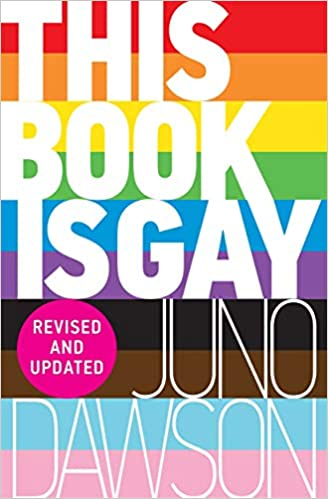 THIS
BOOK
IS GAY
REVISED
AND
UPDATED
JUNO
DAWSON